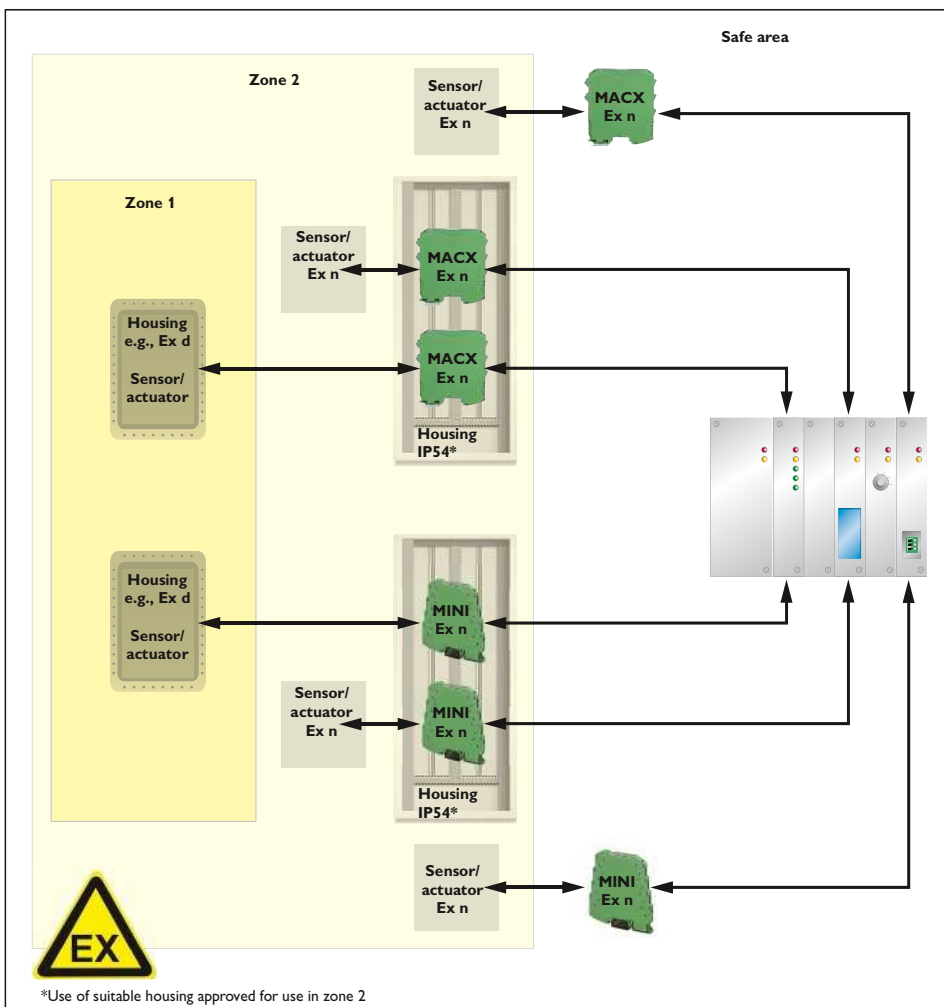 Safe area
Zone 2
Sensor/
actuator
Ex n
MACX
Ex n
Zone 1
Sensor/
actuator
Ex n
MACX
Ex n
Housing
e.g., Ex d
Sensor/
actuator
MACX
Ex n
Housing
IP54*
Housing
e.g., Ex d
Sensor/
actuator
MINI
Ex n
Sensor/
actuator
Ex n
MINI
Ex n
Housing
IP54*
Sensor/
actuator
Ex n
MINI
Ex n
EX
*Use of suitable housing approved for use in zone 2